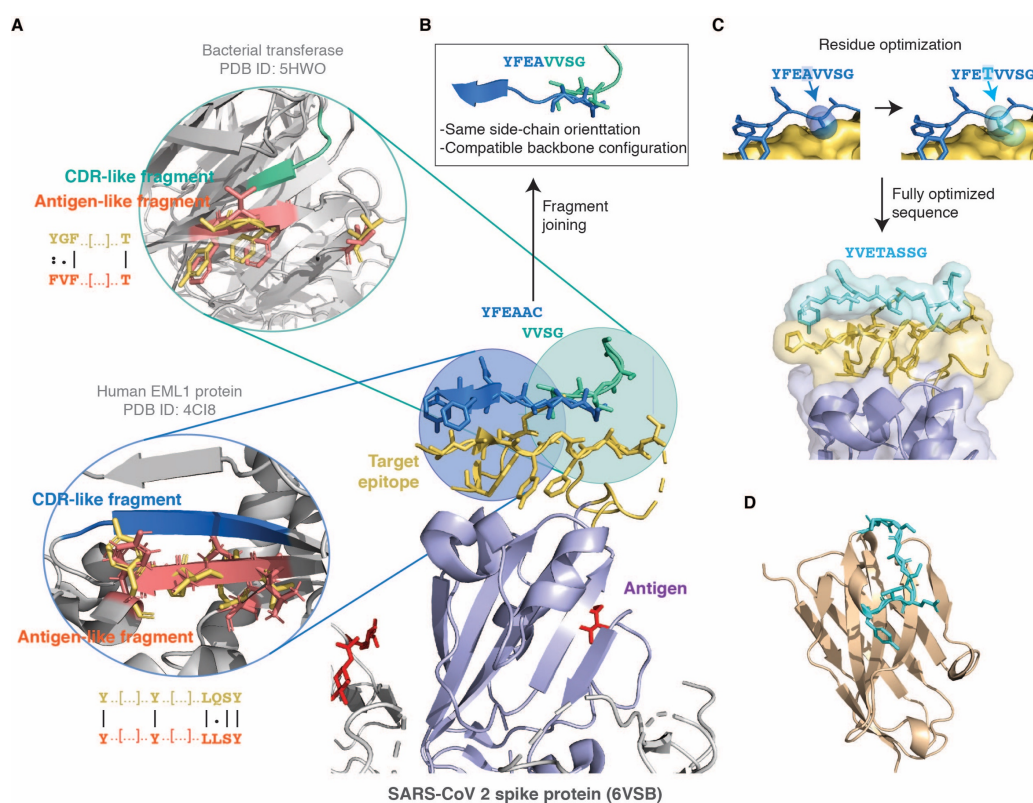 A
Bacterial transferase
PDB ID: 5HWO
CDR-like fragment
Antigen-like fragment
YGF..[...]..T
: . | |
FVF..[...]..T
Human EML1 protein
PDB ID: 4CI8
CDR-like fragment
Antigen-like fragment
Y..[...]..Y..[...]..LQSY
| | | . | |
Y..[...]..Y..[...]..LLSY
B
YFEAVVSG
-Same side-chain orienttation
-Compatible backbone configuration
Fragment
joining
YFEAAC
VVSG
Target
epitope
Antigen
SARS-CoV 2 spike protein (6VSB)
C
Residue optimization
YFEAVVSG
YFETVVSG
Fully optimized
sequence
YVETASSG
D